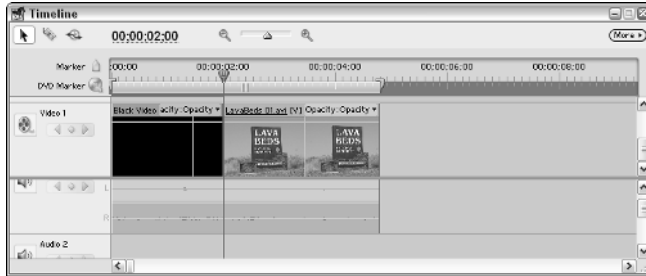 Timeline
00;00;02;00
More
Marker
:00;00 00;00;02;00 00;00;04;00 00;00;06;00 00;00;08;00
DVD Marker
Video 1
Black Video acity:Opacity LavaBeds 01.avi [V] Opacity:Opacity
LAVA BEDS LAVA BEDS
L
R
Audio 2